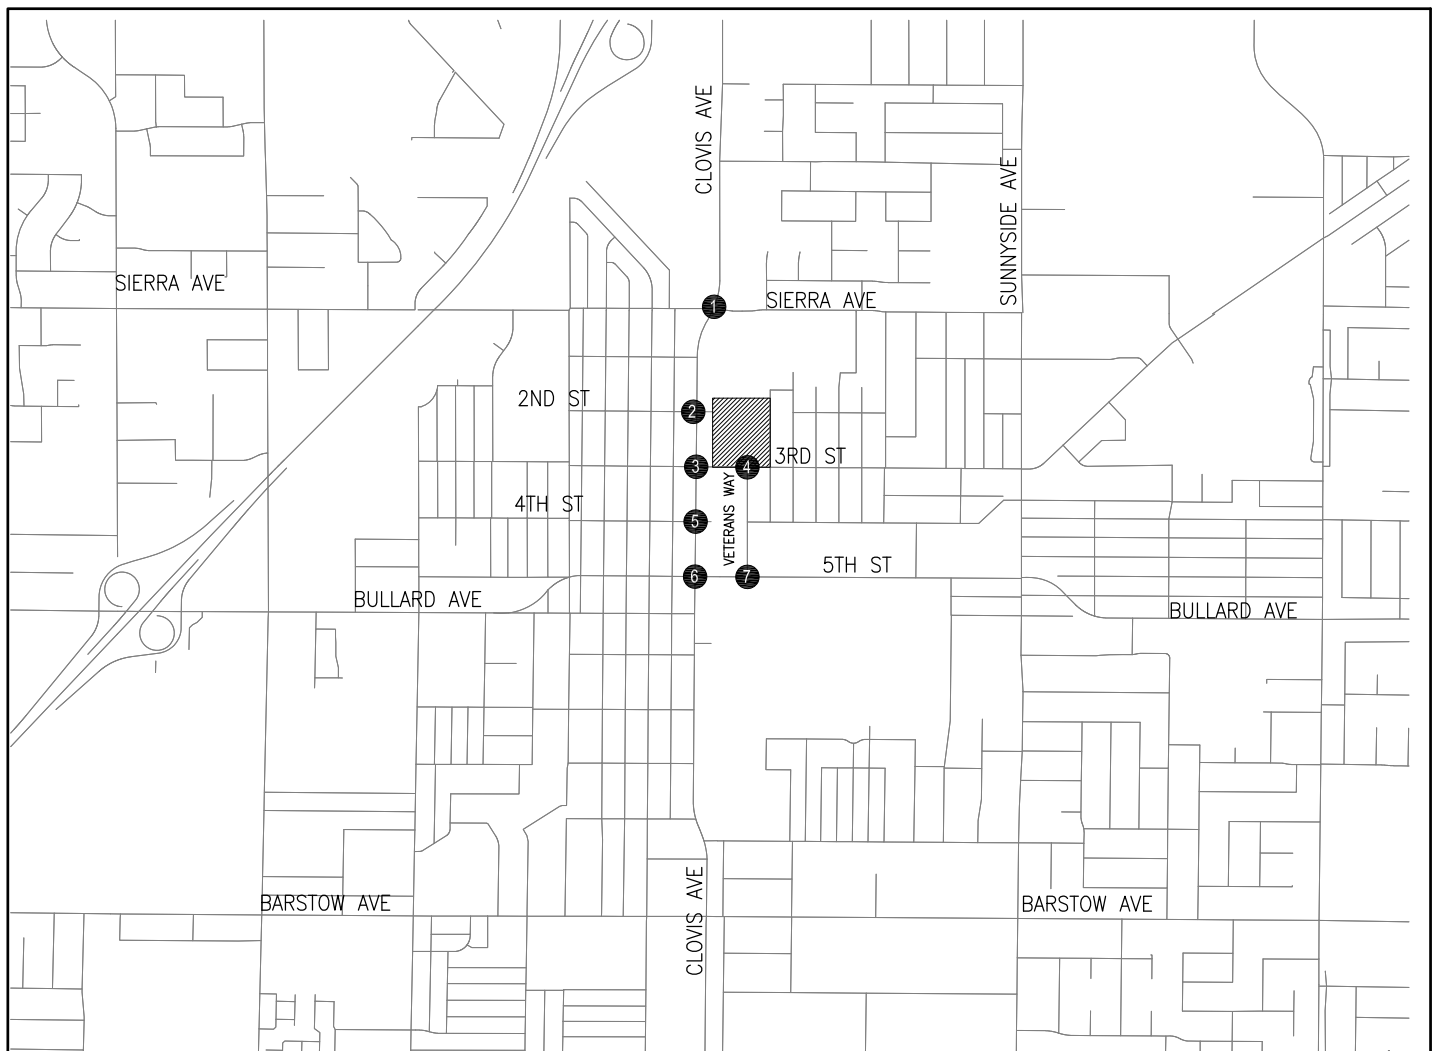 CLOVIS AVE
SUNNYSIDE AVE
SIERRA AVE
1
SIERRA AVE
2ND ST
2
3
4
3RD ST
4TH ST
5
VETERANS WAY
5TH ST
6
7
BULLARD AVE
BULLARD AVE
CLOVIS AVE
BARSTOW AVE
BARSTOW AVE